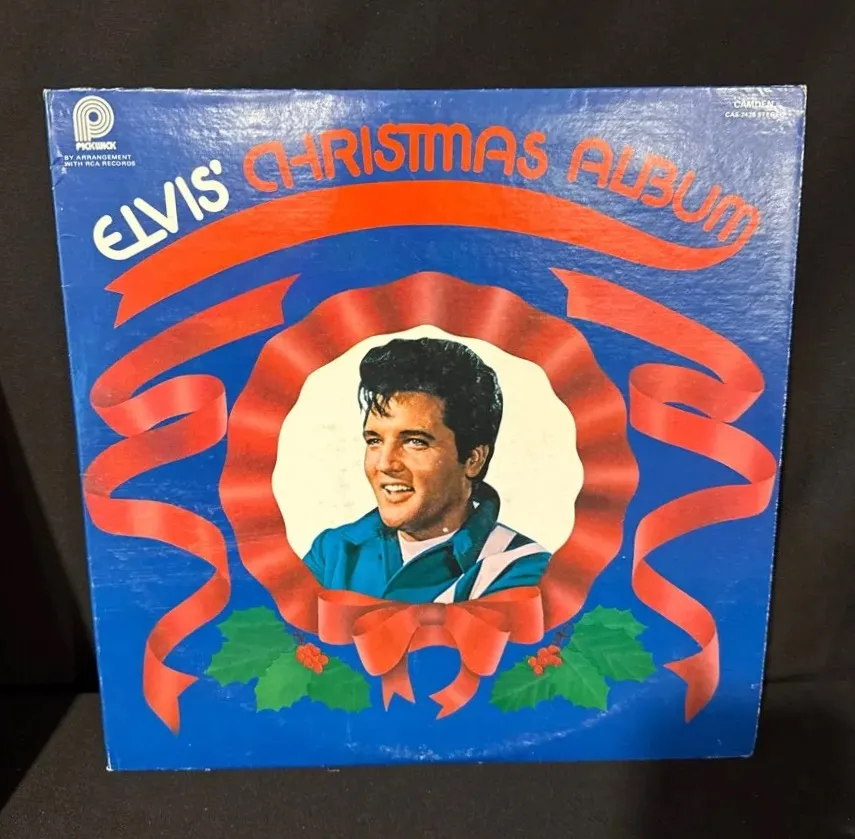 PICKWICK
BY ARRANGEMENT
WITH RCA RECORDS
CAMDEN
ELVIS' CHRISTMAS ALBUM